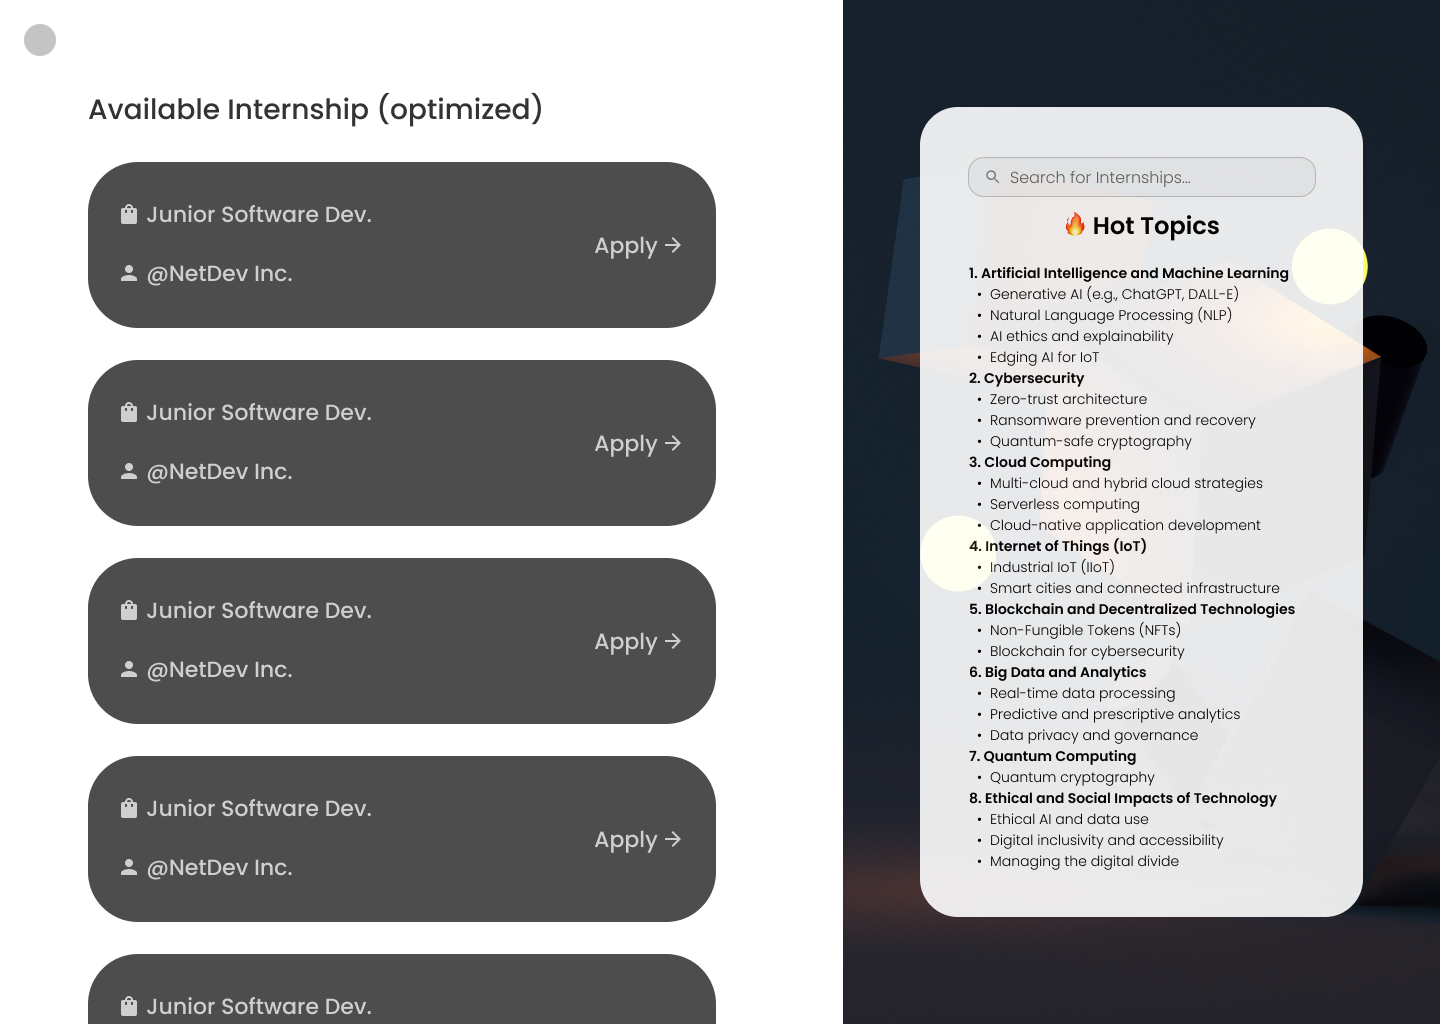 Available Internship (optimized)
Junior Software Dev.
Apply →
@NetDev Inc.
Junior Software Dev.
Apply →
@NetDev Inc.
Junior Software Dev.
Apply →
@NetDev Inc.
Junior Software Dev.
Apply →
@NetDev Inc.
Junior Software Dev.
Search for Internships...
🔥 Hot Topics
1. Artificial Intelligence and Machine Learning
• Generative AI (e.g., ChatGPT, DALL-E)
• Natural Language Processing (NLP)
• AI ethics and explainability
• Edging AI for IoT
2. Cybersecurity
• Zero-trust architecture
• Ransomware prevention and recovery
• Quantum-safe cryptography
3. Cloud Computing
• Multi-cloud and hybrid cloud strategies
• Serverless computing
• Cloud-native application development
4. Internet of Things (IoT)
• Industrial IoT (IIoT)
• Smart cities and connected infrastructure
5. Blockchain and Decentralized Technologies
• Non-Fungible Tokens (NFTs)
• Blockchain for cybersecurity
6. Big Data and Analytics
• Real-time data processing
• Predictive and prescriptive analytics
• Data privacy and governance
7. Quantum Computing
• Quantum cryptography
8. Ethical and Social Impacts of Technology
• Ethical AI and data use
• Digital inclusivity and accessibility
• Managing the digital divide